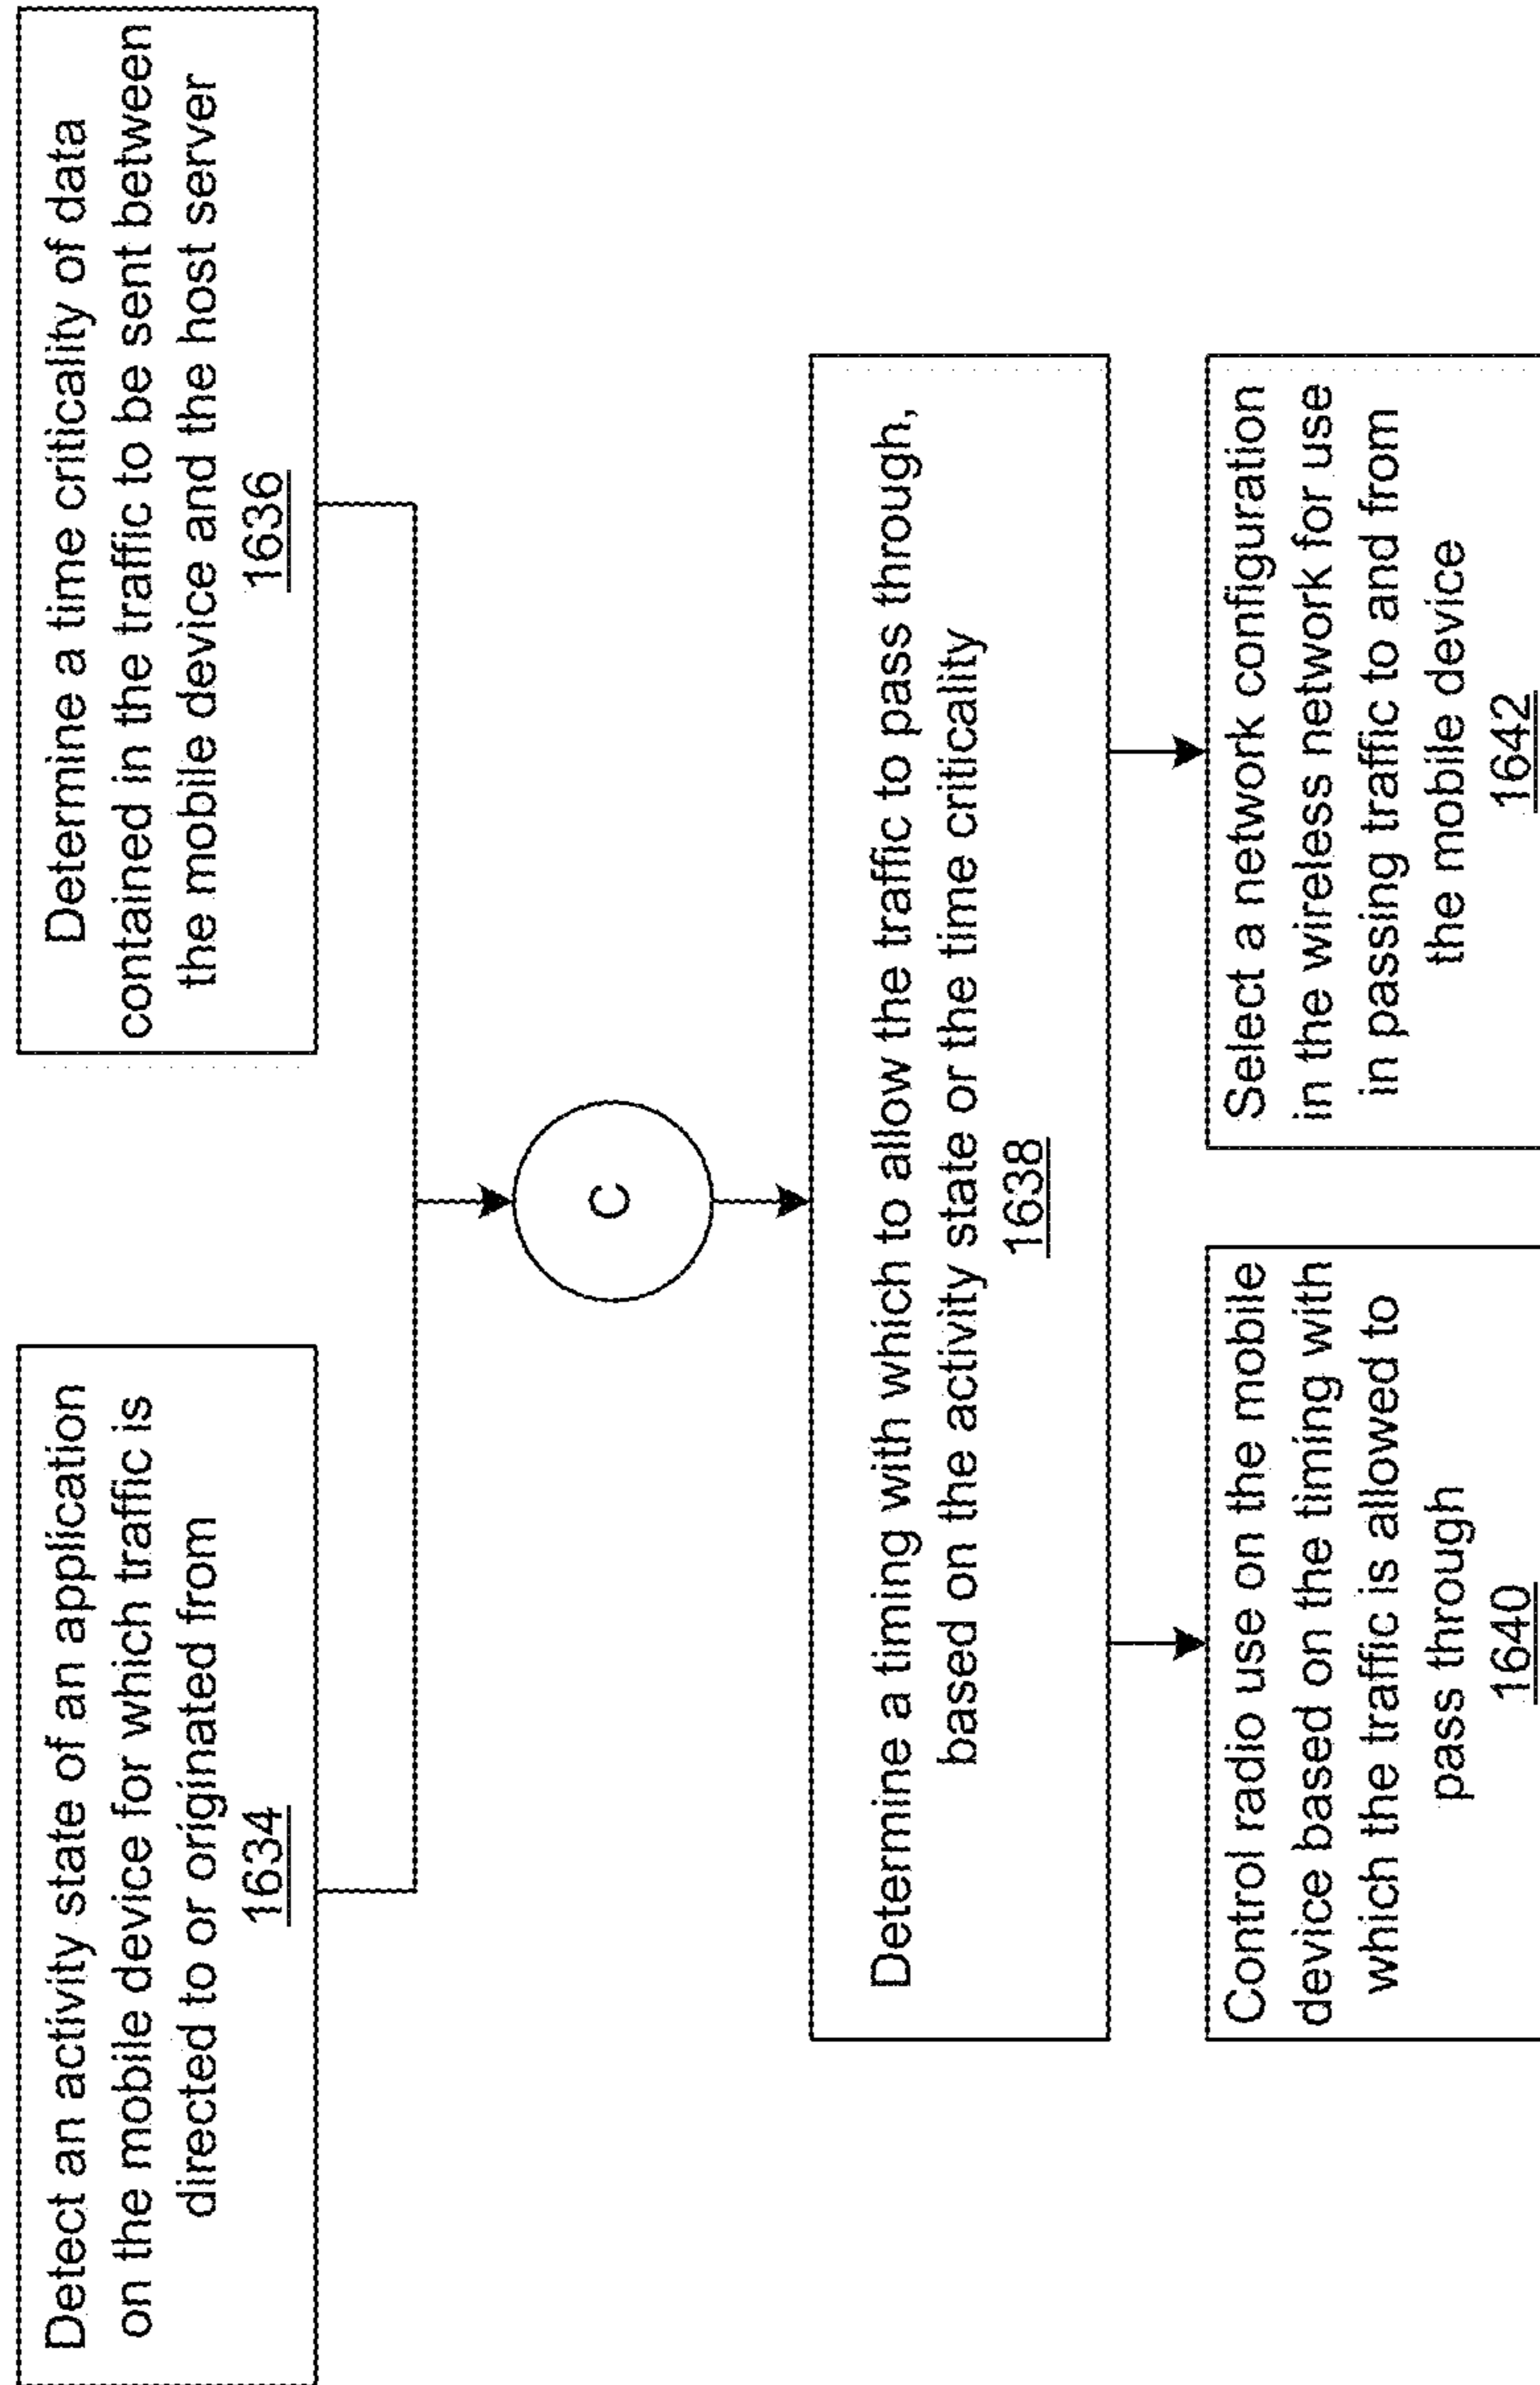 Detect an activity state of an application
on the mobile device for which traffic is
directed to or originated from
1634
Determine a time criticality of data
contained in the traffic to be sent between
the mobile device and the host server
1636
C
Determine a timing with which to allow the traffic to pass through,
based on the activity state or the time criticality
1638
Control radio use on the mobile
device based on the timing with
which the traffic is allowed to
pass through
1640
Select a network configuration
in the wireless network for use
in passing traffic to and from
the mobile device
1642